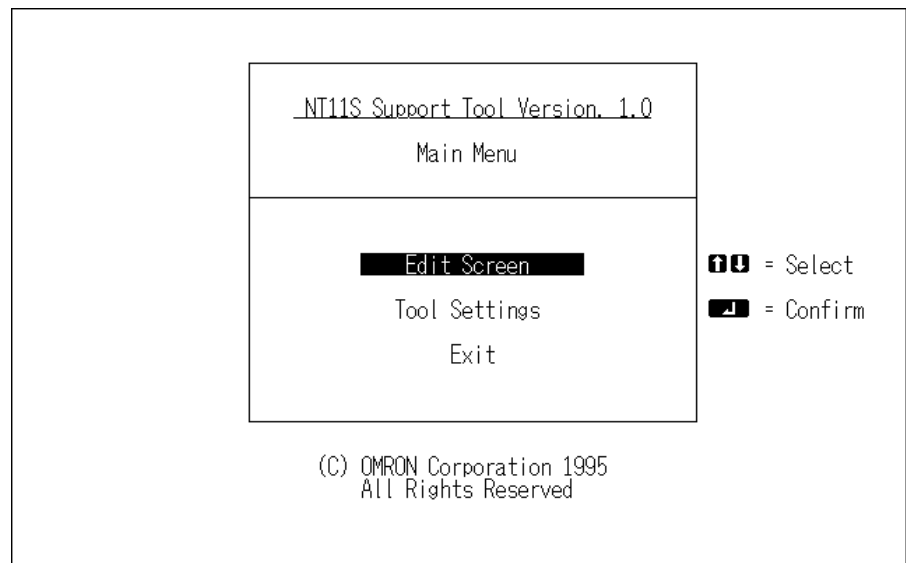 NT11S Support Tool Version. 1.0
Main Menu
Edit Screen
↑↓ = Select
Tool Settings
↵ = Confirm
Exit
(C) OMRON Corporation 1995
All Rights Reserved